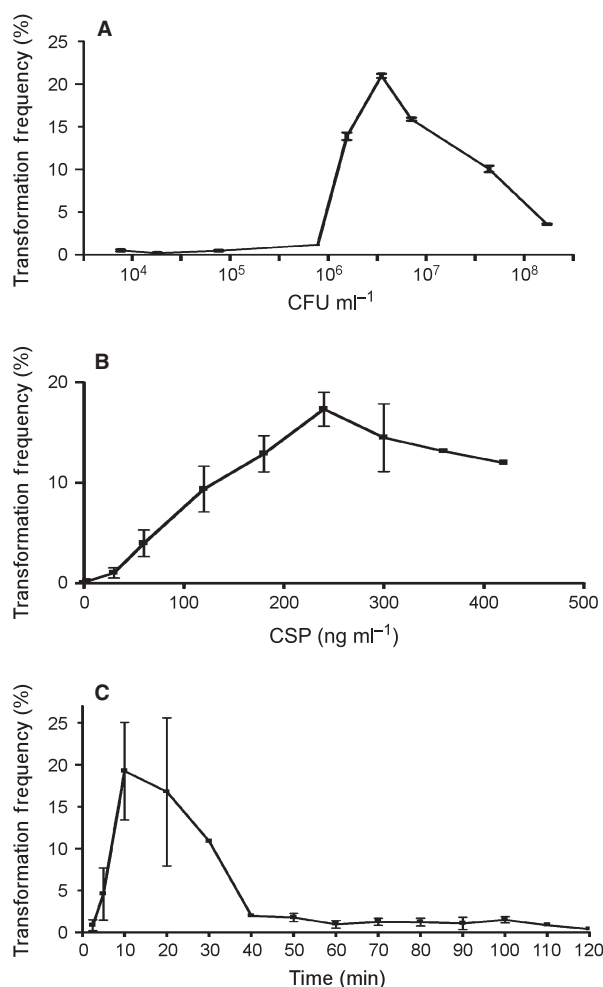 A
Transformation frequency (%)
25
20
15
10
5
0
10⁴ 10⁵ 10⁶ 10⁷ 10⁸
CFU ml⁻¹
B
Transformation frequency (%)
20
10
0
0 100 200 300 400 500
CSP (ng ml⁻¹)
C
Transformation frequency (%)
25
20
15
10
5
0
0 10 20 30 40 50 60 70 80 90 100 110 120
Time (min)